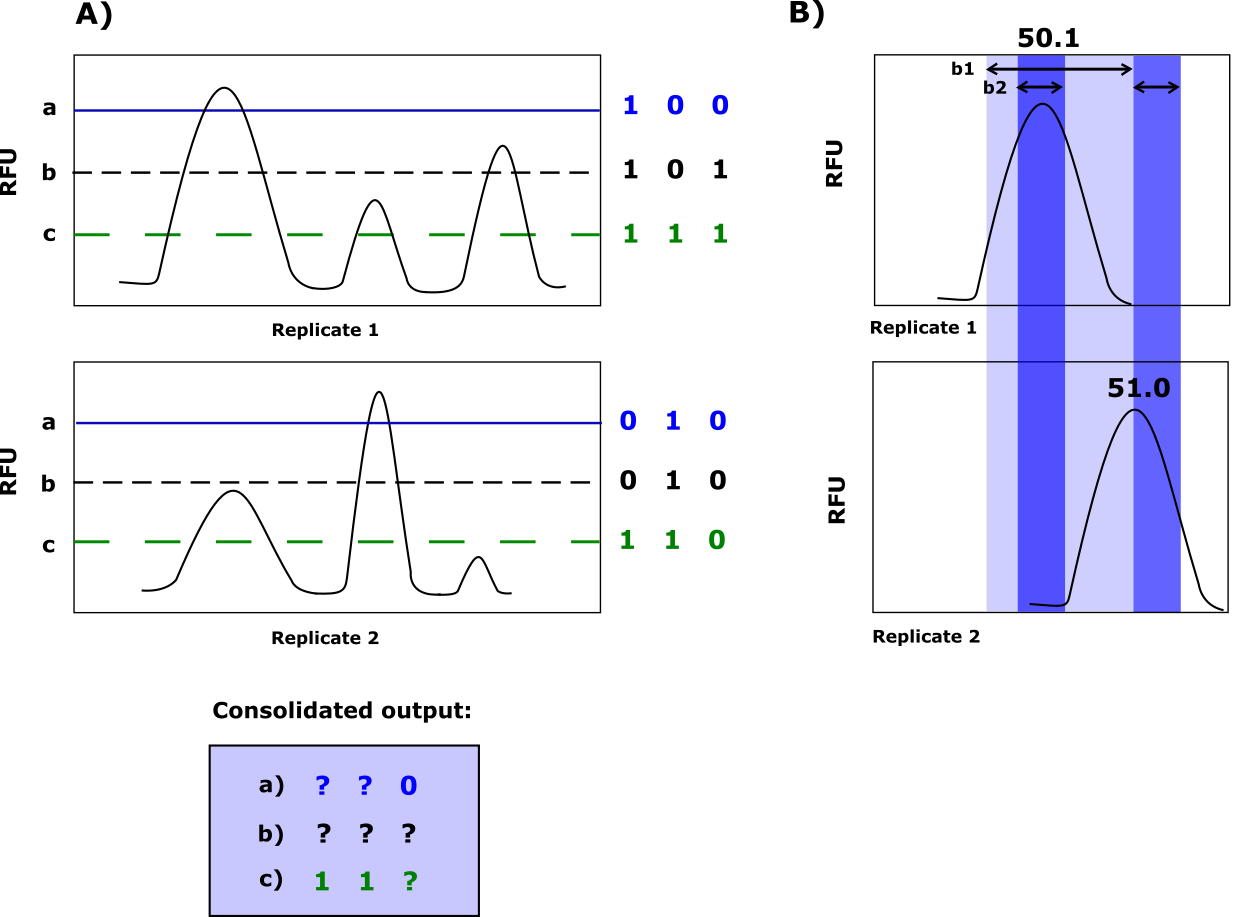 A)
RFU
a
b
c
1 0 0
1 0 1
1 1 1
Replicate 1
RFU
a
b
c
0 1 0
0 1 0
1 1 0
Replicate 2
Consolidated output:
a) ? ? 0
b) ? ? ?
c) 1 1 ?
B)
50.1
b1
b2
RFU
Replicate 1
51.0
RFU
Replicate 2